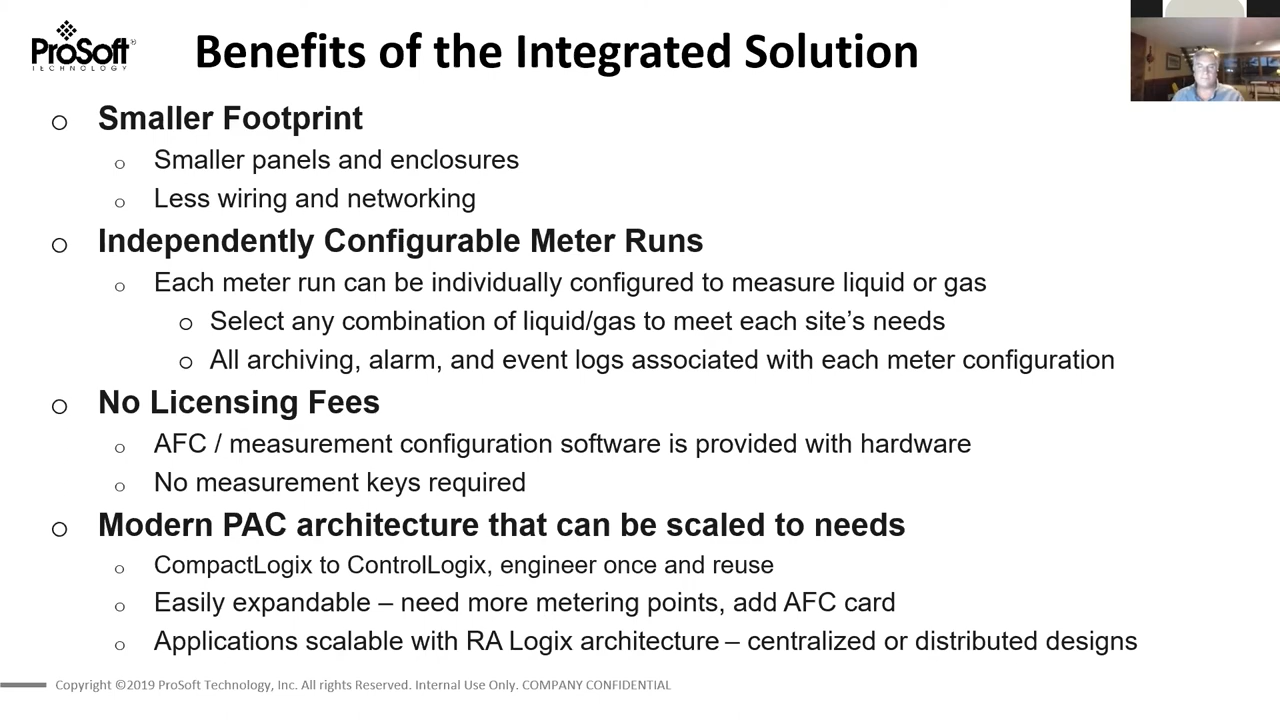 ProSoft®
TECHNOLOGY
Benefits of the Integrated Solution
Smaller Footprint
Smaller panels and enclosures
Less wiring and networking
Independently Configurable Meter Runs
Each meter run can be individually configured to measure liquid or gas
Select any combination of liquid/gas to meet each site’s needs
All archiving, alarm, and event logs associated with each meter configuration
No Licensing Fees
AFC / measurement configuration software is provided with hardware
No measurement keys required
Modern PAC architecture that can be scaled to needs
CompactLogix to ControlLogix, engineer once and reuse
Easily expandable – need more metering points, add AFC card
Applications scalable with RA Logix architecture – centralized or distributed designs
Copyright ©2019 ProSoft Technology, Inc. All rights Reserved. Internal Use Only. COMPANY CONFIDENTIAL